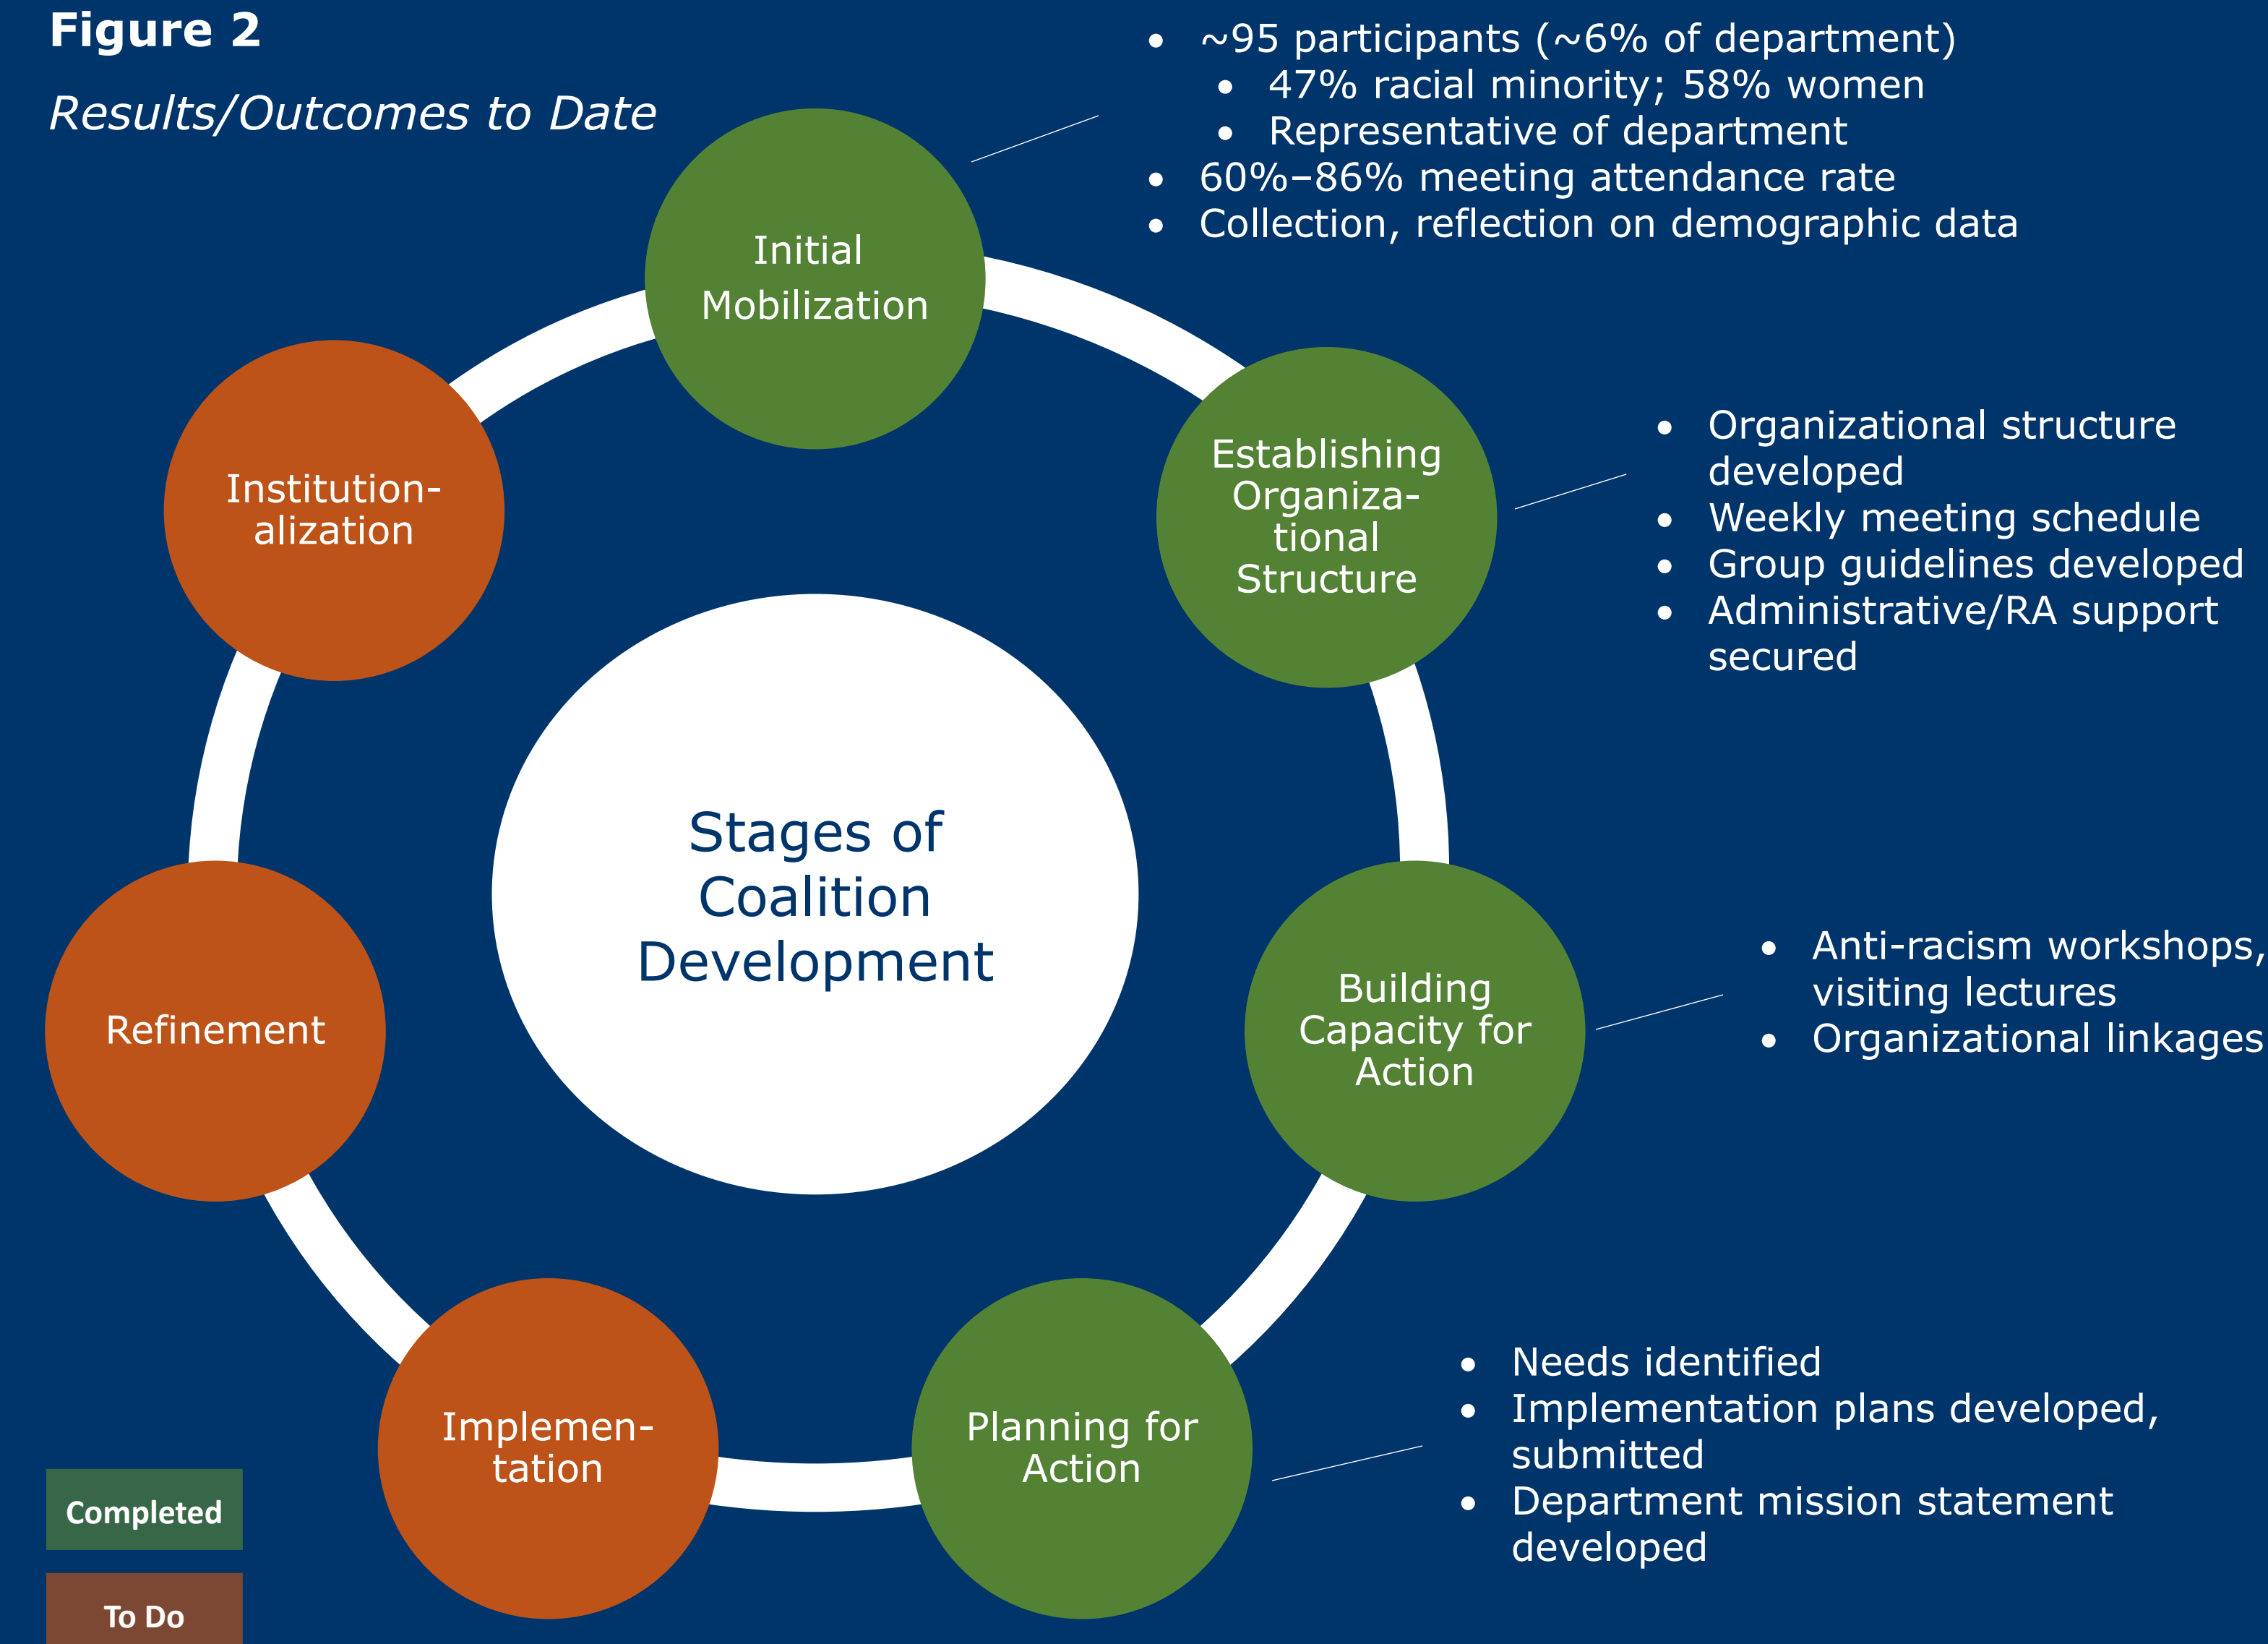 Figure 2
Results/Outcomes to Date
• ~95 participants (~6% of department)
• 47% racial minority; 58% women
• Representative of department
• 60%–86% meeting attendance rate
• Collection, reflection on demographic data
Initial
Mobilization
Establishing
Organiza-
tional
Structure
• Organizational structure
developed
• Weekly meeting schedule
• Group guidelines developed
• Administrative/RA support
secured
Building
Capacity for
Action
• Anti-racism workshops,
visiting lectures
• Organizational linkages
Planning for
Action
• Needs identified
• Implementation plans developed,
submitted
• Department mission statement
developed
Implemen-
tation
Refinement
Institution-
alization
Stages of
Coalition
Development
Completed
To Do